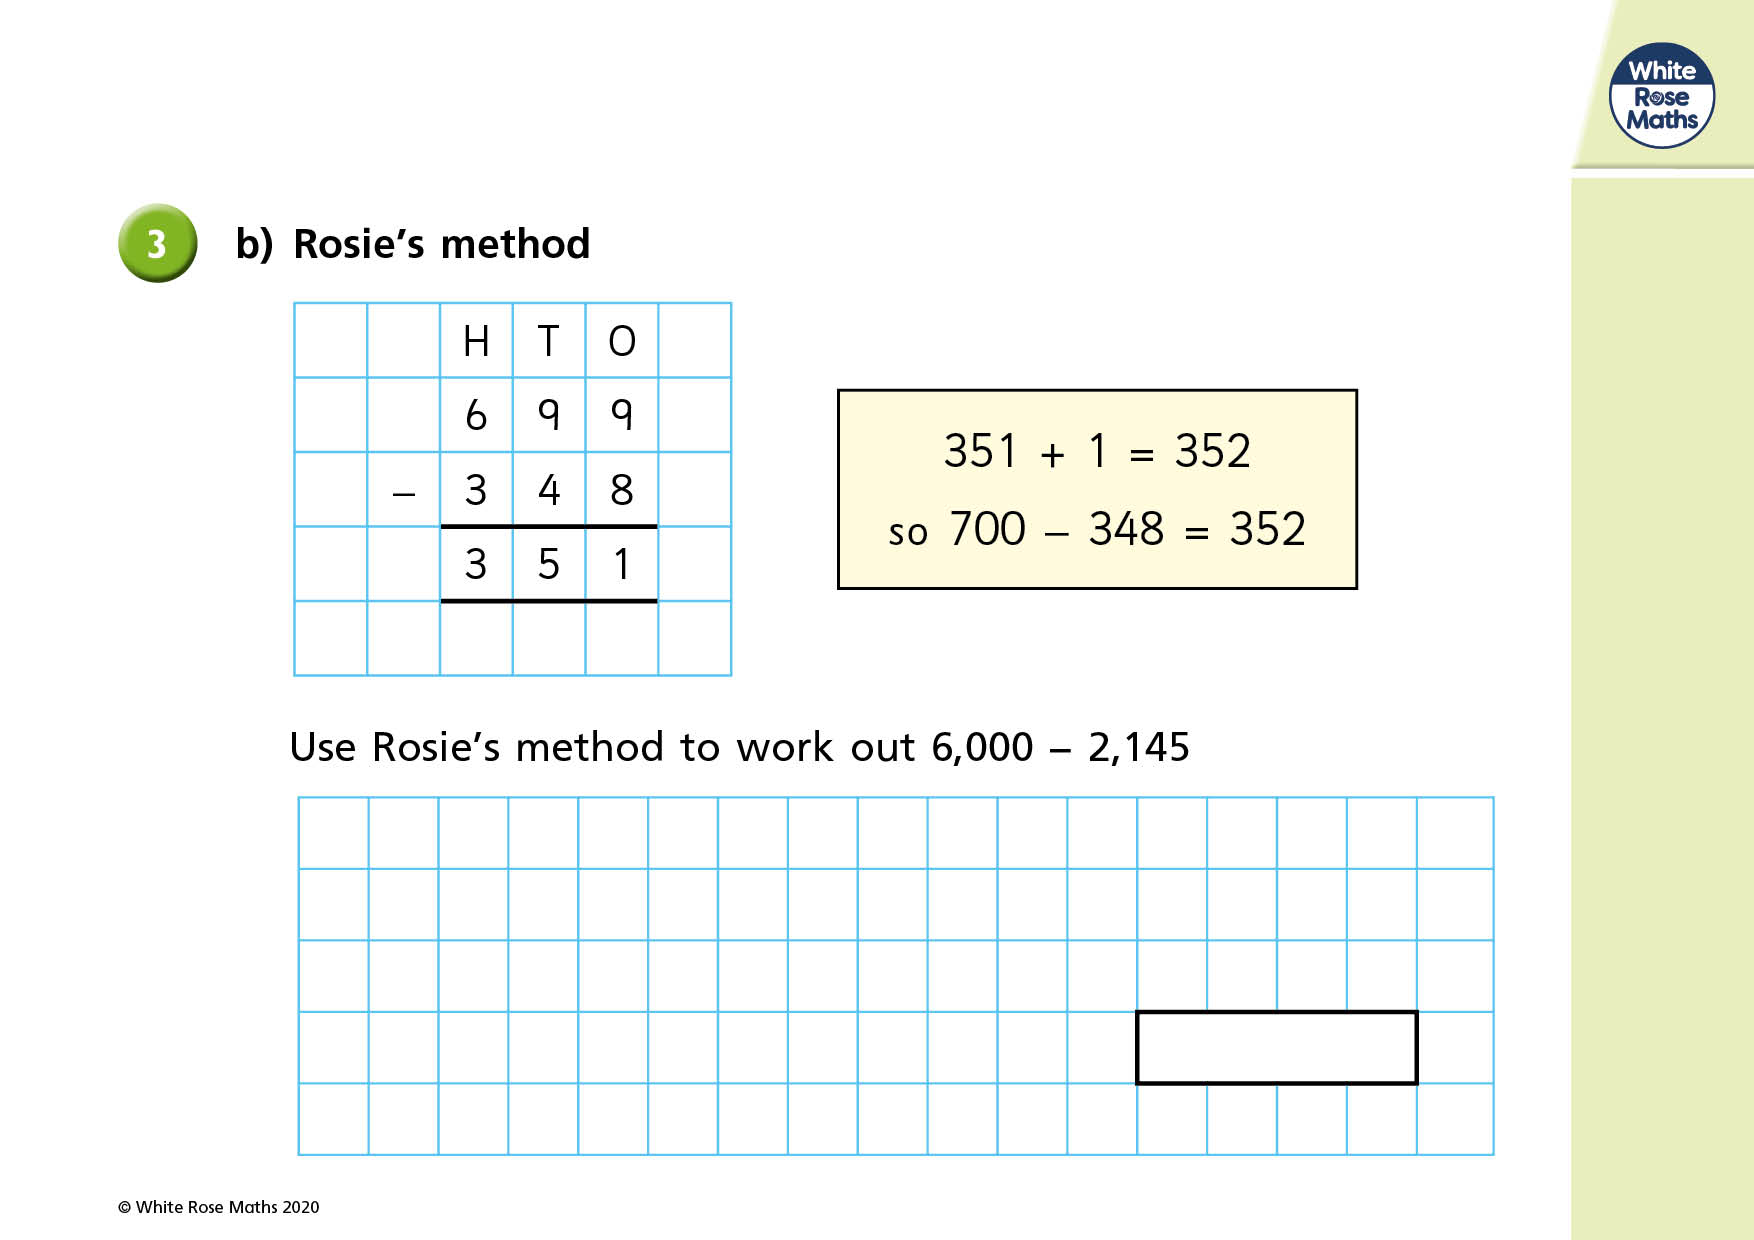 White
Rose
Maths
3 b) Rosie's method
H T O
6 9 9
– 3 4 8
3 5 1
351 + 1 = 352
so 700 – 348 = 352
Use Rosie's method to work out 6,000 – 2,145
© White Rose Maths 2020